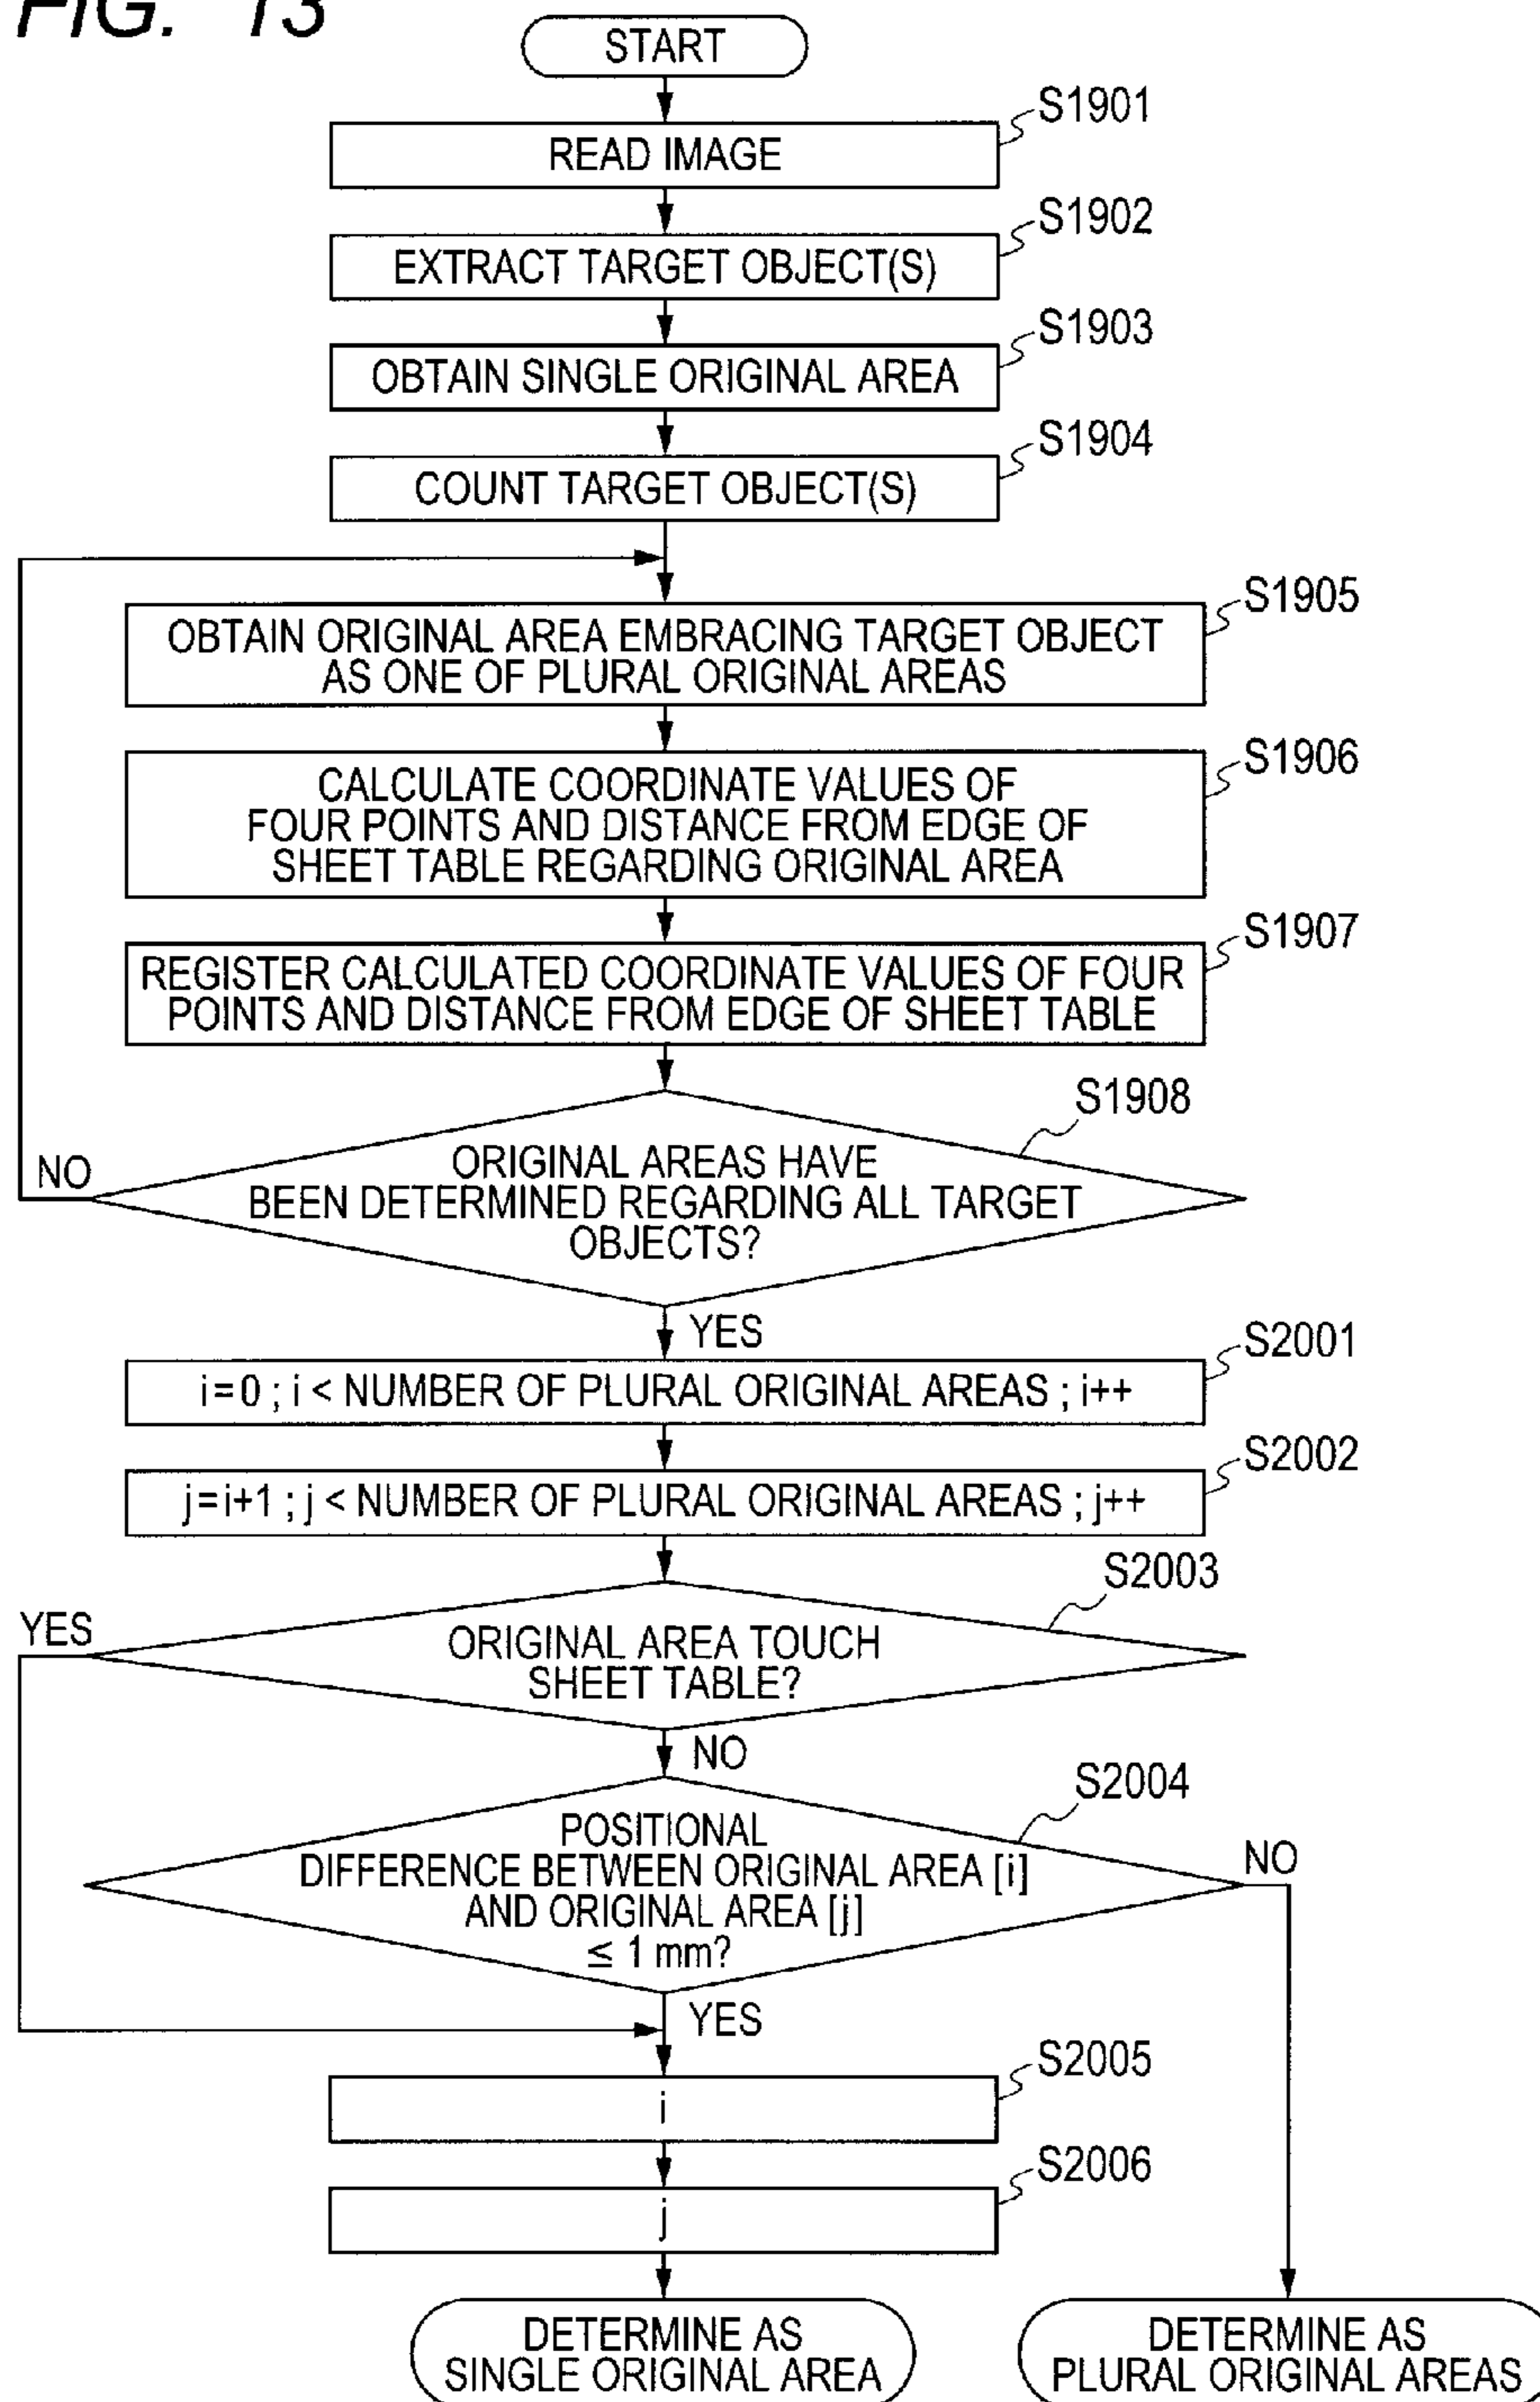 FIG. 13
START
S1901
READ IMAGE
S1902
EXTRACT TARGET OBJECT(S)
S1903
OBTAIN SINGLE ORIGINAL AREA
S1904
COUNT TARGET OBJECT(S)
S1905
OBTAIN ORIGINAL AREA EMBRACING TARGET OBJECT
AS ONE OF PLURAL ORIGINAL AREAS
S1906
CALCULATE COORDINATE VALUES OF
FOUR POINTS AND DISTANCE FROM EDGE OF
SHEET TABLE REGARDING ORIGINAL AREA
S1907
REGISTER CALCULATED COORDINATE VALUES OF FOUR
POINTS AND DISTANCE FROM EDGE OF SHEET TABLE
S1908
NO
ORIGINAL AREAS HAVE
BEEN DETERMINED REGARDING ALL TARGET
OBJECTS?
YES
S2001
i=0 ; i < NUMBER OF PLURAL ORIGINAL AREAS ; i++
S2002
j=i+1 ; j < NUMBER OF PLURAL ORIGINAL AREAS ; j++
S2003
YES
ORIGINAL AREA TOUCH
SHEET TABLE?
NO
S2004
POSITIONAL
DIFFERENCE BETWEEN ORIGINAL AREA [i]
AND ORIGINAL AREA [j]
≤ 1 mm?
NO
YES
S2005
i
S2006
j
DETERMINE AS
SINGLE ORIGINAL AREA
DETERMINE AS
PLURAL ORIGINAL AREAS